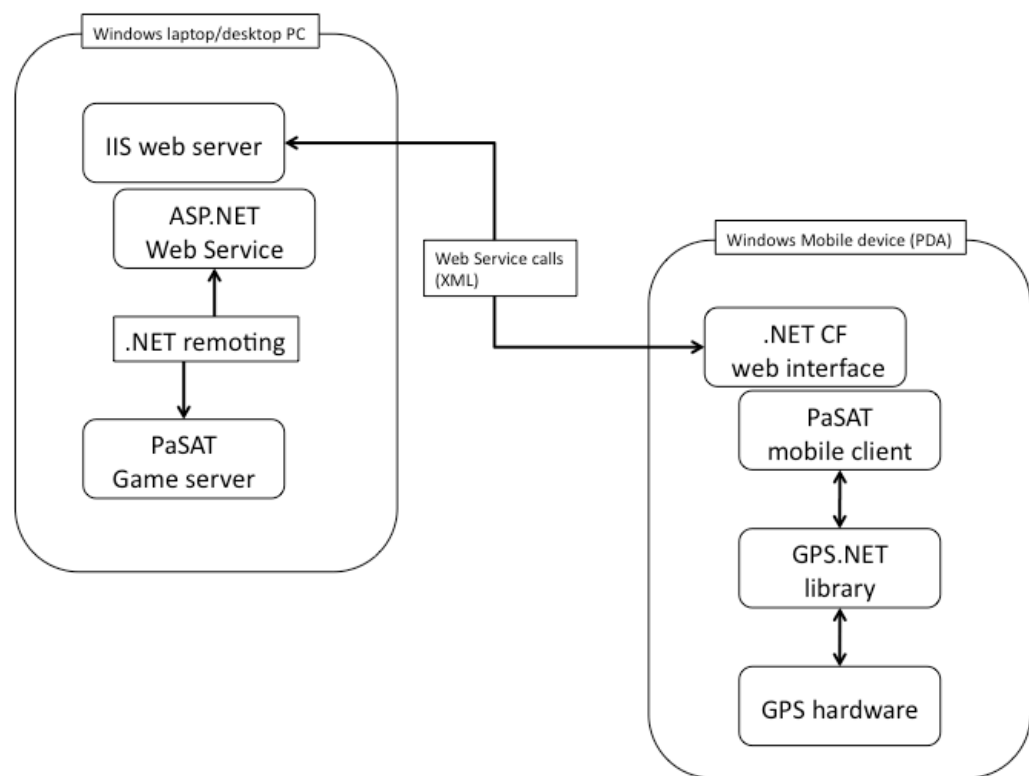 Windows laptop/desktop PC
IIS web server
ASP.NET
Web Service
.NET remoting
PaSAT
Game server
Web Service calls
(XML)
Windows Mobile device (PDA)
.NET CF
web interface
PaSAT
mobile client
GPS.NET
library
GPS hardware